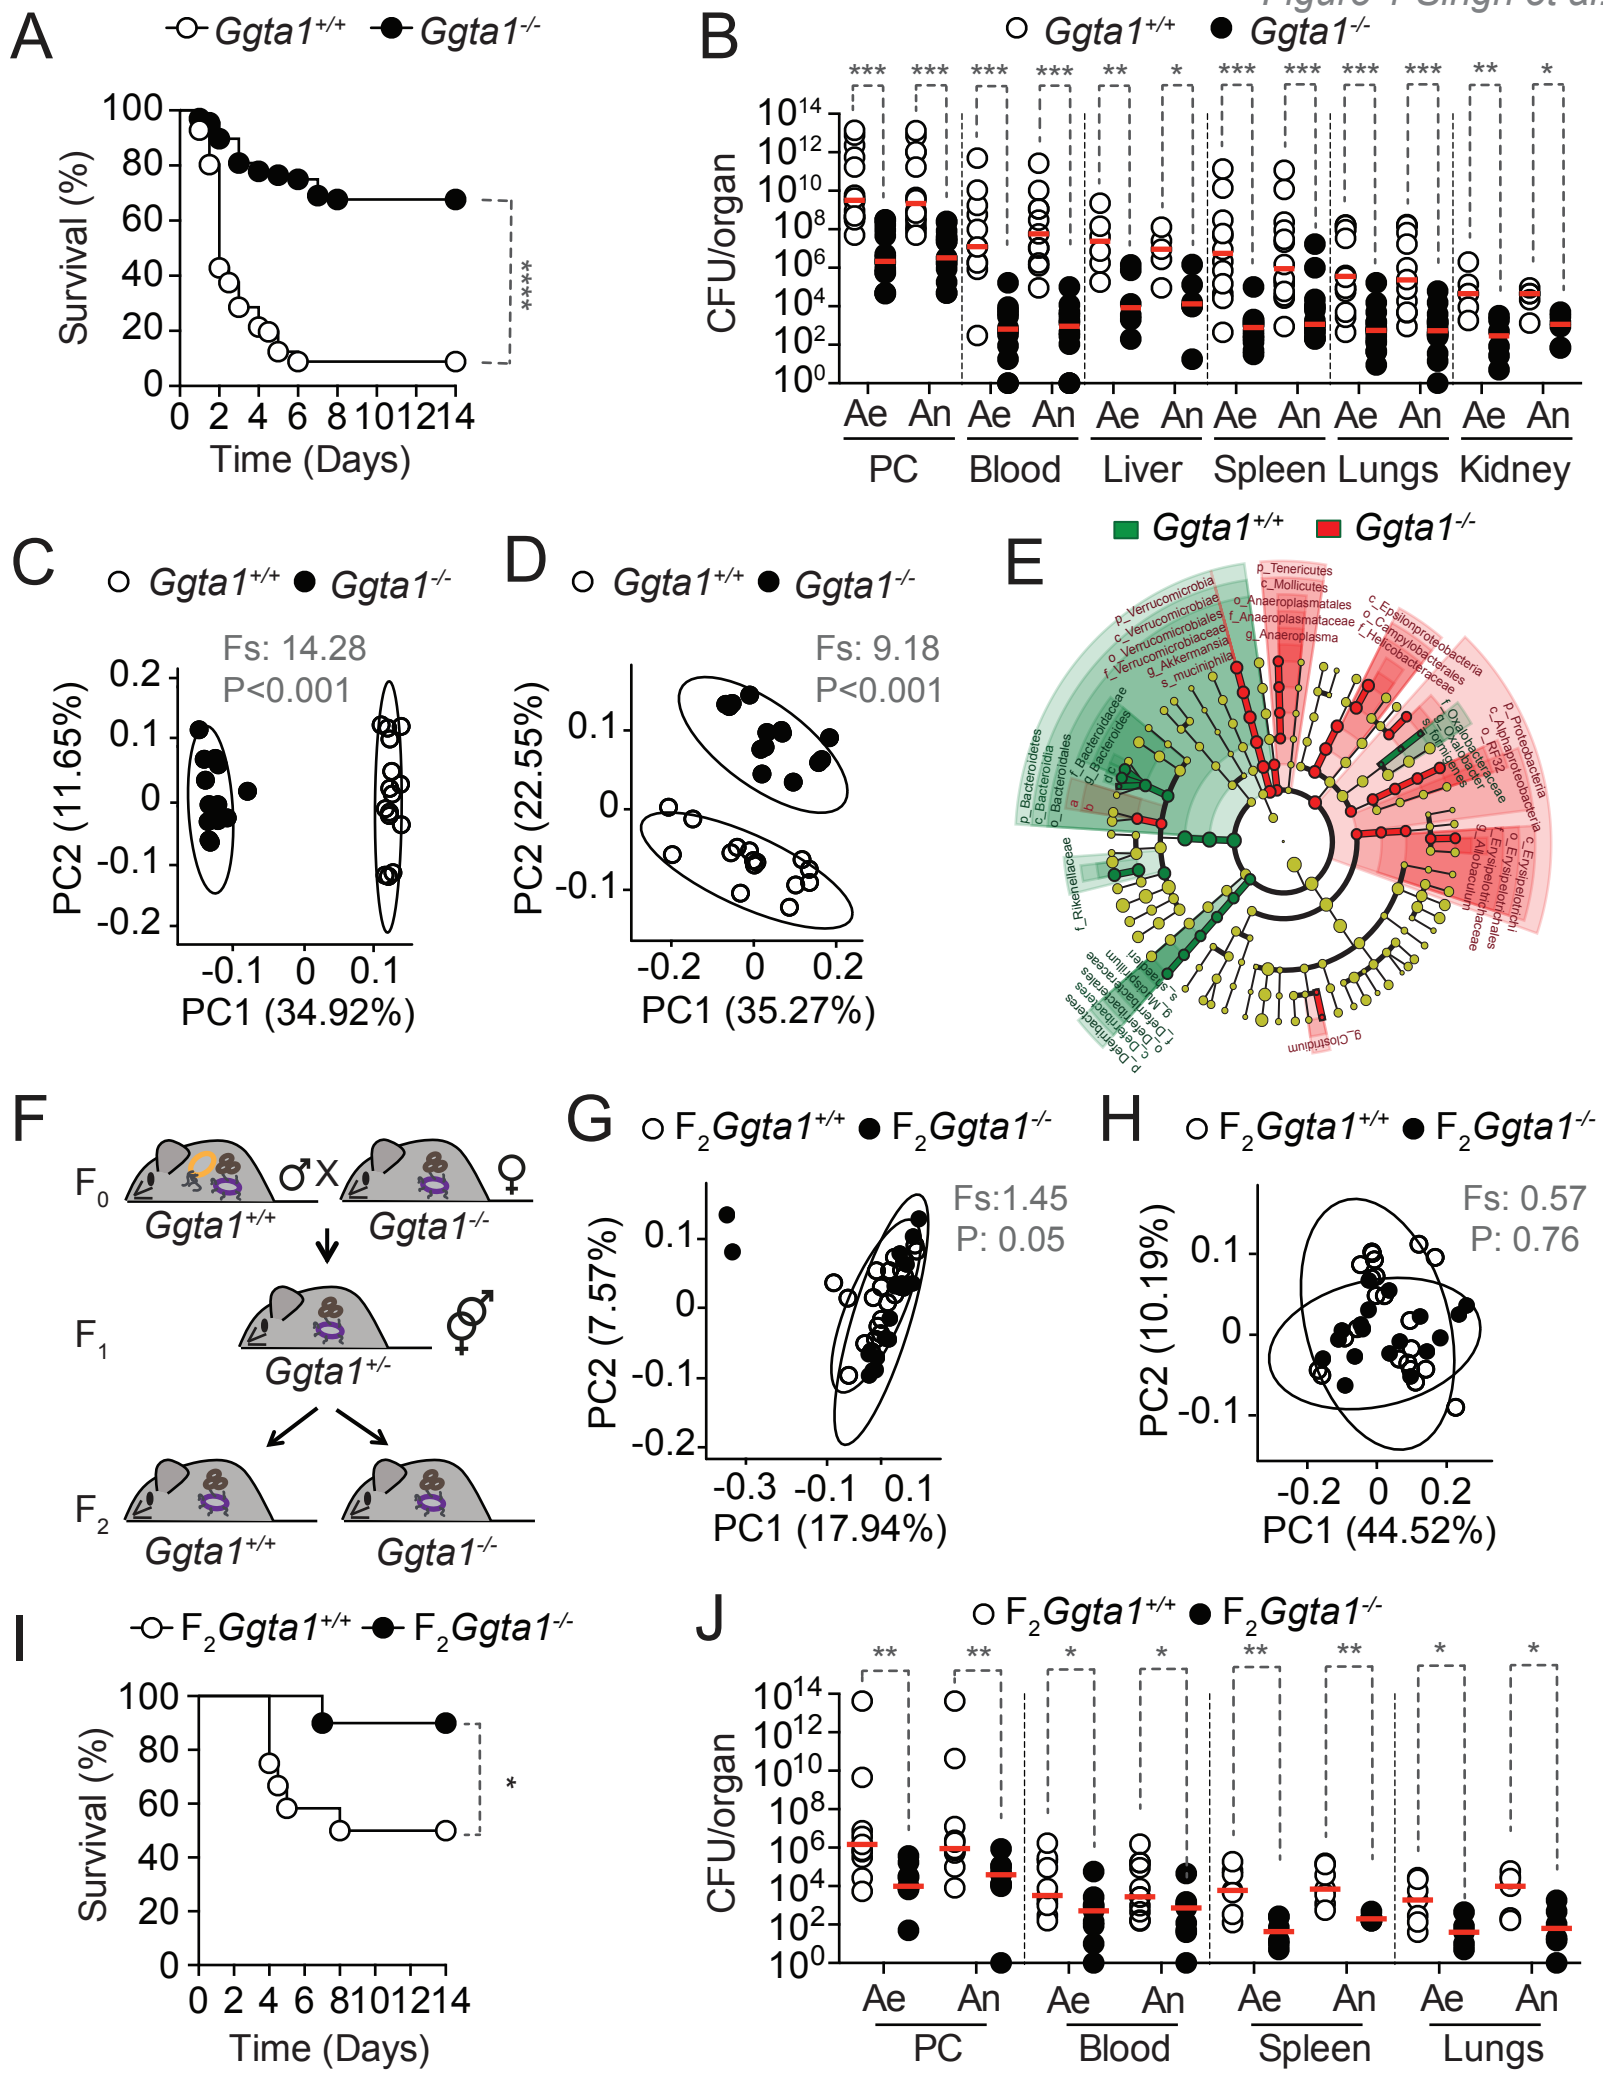 Figure 1 Singh et al.
A
Ggta1+/+ Ggta1-/-
100
80
60
40
20
0
Survival (%)
0 2 4 6 8 10 12 14
Time (Days)
****
B
Ggta1+/+ Ggta1-/-
*** *** *** *** ** * *** *** *** *** ** *
10^14
10^12
10^10
10^8
10^6
10^4
10^2
10^0
CFU/organ
Ae An Ae An Ae An Ae An Ae An Ae An
PC Blood Liver Spleen Lungs Kidney
C
Ggta1+/+ Ggta1-/-
Fs: 14.28
P<0.001
0.2
0.1
0
-0.1
-0.2
PC2 (11.65%)
-0.1 0 0.1
PC1 (34.92%)
D
Ggta1+/+ Ggta1-/-
Fs: 9.18
P<0.001
0.1
0
-0.1
PC2 (22.55%)
-0.2 0 0.2
PC1 (35.27%)
E
Ggta1+/+ Ggta1-/-
p_Tenericutes
c_Mollicutes
o_Anaeroplasmatales
f_Anaeroplasmataceae
g_Anaeroplasma
p_Verrucomicrobia
c_Verrucomicrobiae
o_Verrucomicrobiales
f_Verrucomicrobiaceae
g_Akkermansia
s_muciniphila
c_Epsilonproteobacteria
o_Campylobacterales
f_Helicobacteraceae
f_Oxalobacteraceae
g_Oxalobacter
s_formigenes
p_Proteobacteria
c_Alphaproteobacteria
o_RF32
c_Erysipelotrichi
o_Erysipelotrichales
f_Erysipelotrichaceae
g_Allobaculum
g_Clostridium
p_Bacteroidetes
c_Bacteroidia
o_Bacteroidales
f_Bacteroidaceae
g_Bacteroides
a
b
c
d
f_Rikenellaceae
p_Deferribacteres
c_Deferribacteres
o_Deferribacterales
f_Deferribacteraceae
g_Mucispirillum
s_schaedleri
F
F0
Ggta1+/+ ♂ X Ggta1-/- ♀
F1
Ggta1+/-
F2
Ggta1+/+ Ggta1-/-
G
F2Ggta1+/+ F2Ggta1-/-
Fs:1.45
P: 0.05
0.1
0
-0.1
-0.2
PC2 (7.57%)
-0.3 -0.1 0.1
PC1 (17.94%)
H
F2Ggta1+/+ F2Ggta1-/-
Fs: 0.57
P: 0.76
0.1
0
-0.1
PC2 (10.19%)
-0.2 0 0.2
PC1 (44.52%)
I
F2Ggta1+/+ F2Ggta1-/-
100
80
60
40
20
0
Survival (%)
0 2 4 6 8 10 12 14
Time (Days)
*
J
F2Ggta1+/+ F2Ggta1-/-
** ** * * ** ** * *
10^14
10^12
10^10
10^8
10^6
10^4
10^2
10^0
CFU/organ
Ae An Ae An Ae An Ae An
PC Blood Spleen Lungs